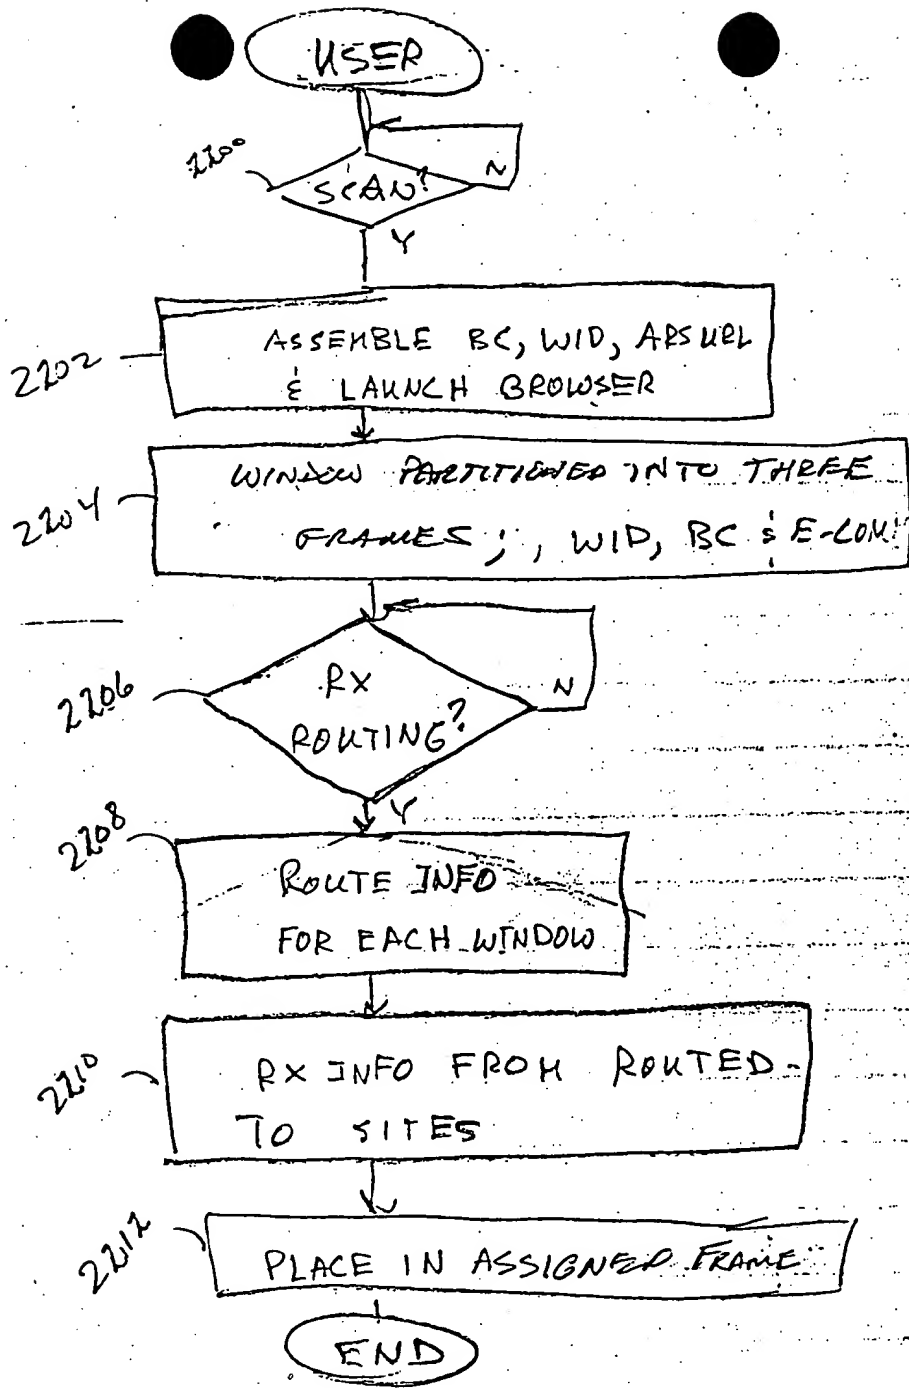 USER
2200
SCAN?
N
Y
2202
ASSEMBLE BC, WID, ARSURL
& LAUNCH BROWSER
2204
WINDOW PARTITIONED INTO THREE
FRAMES; , WID, BC & E-COM
2206
RX
ROUTING?
N
Y
2208
ROUTE INFO
FOR EACH WINDOW
2210
RX INFO FROM ROUTED-
TO SITES
2212
PLACE IN ASSIGNED FRAME
END